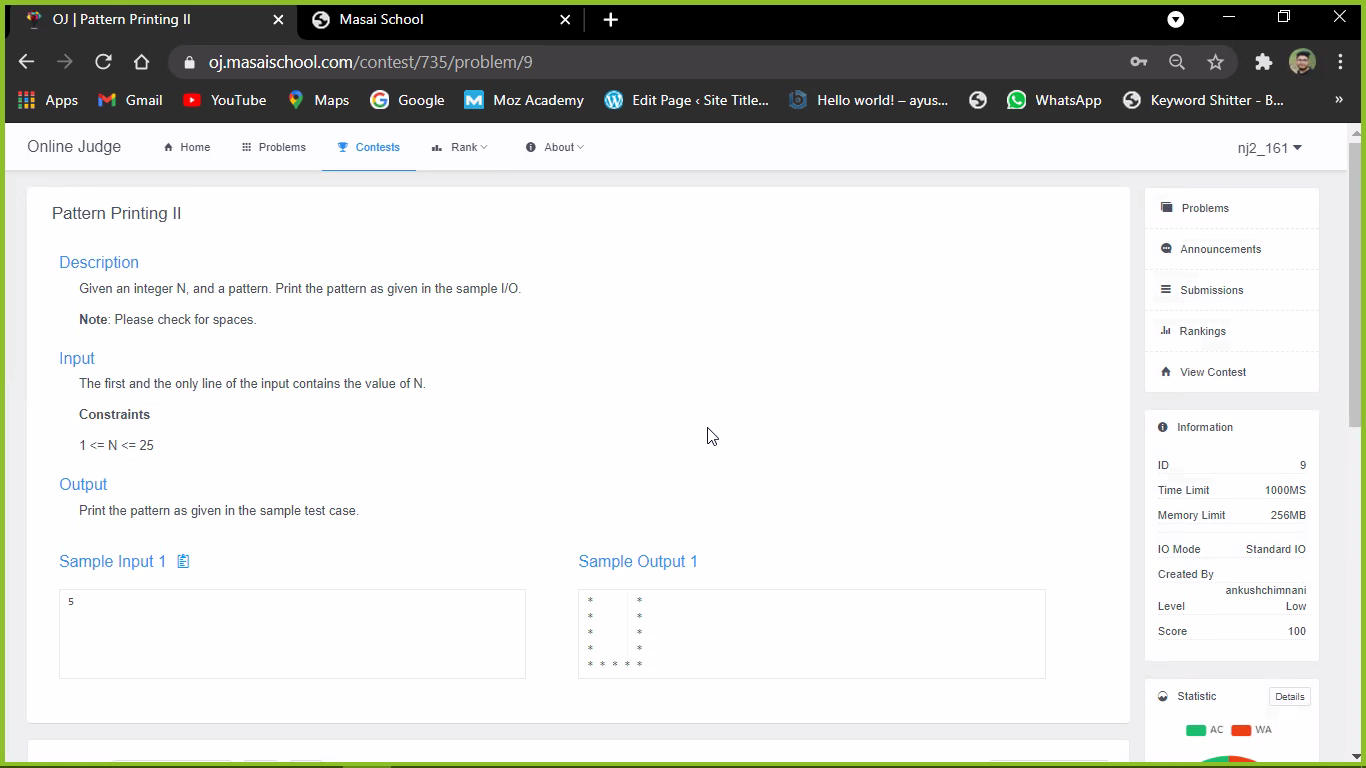 OJ | Pattern Printing II
Masai School
oj.masaischool.com/contest/735/problem/9
Apps
Gmail
YouTube
Maps
Google
Moz Academy
Edit Page ‹ Site Title...
Hello world! – ayus...
WhatsApp
Keyword Shitter - B...
»
Online Judge
Home
Problems
Contests
Rank
About
nj2_161
Pattern Printing II
Description
Given an integer N, and a pattern. Print the pattern as given in the sample I/O.
Note: Please check for spaces.
Input
The first and the only line of the input contains the value of N.
Constraints
1 <= N <= 25
Output
Print the pattern as given in the sample test case.
Sample Input 1
5
Sample Output 1
*       *
*       *
*       *
*       *
* * * * *
Problems
Announcements
Submissions
Rankings
View Contest
Information
ID 9
Time Limit 1000MS
Memory Limit 256MB
IO Mode Standard IO
Created By
ankushchimnani
Level Low
Score 100
Statistic Details
AC WA